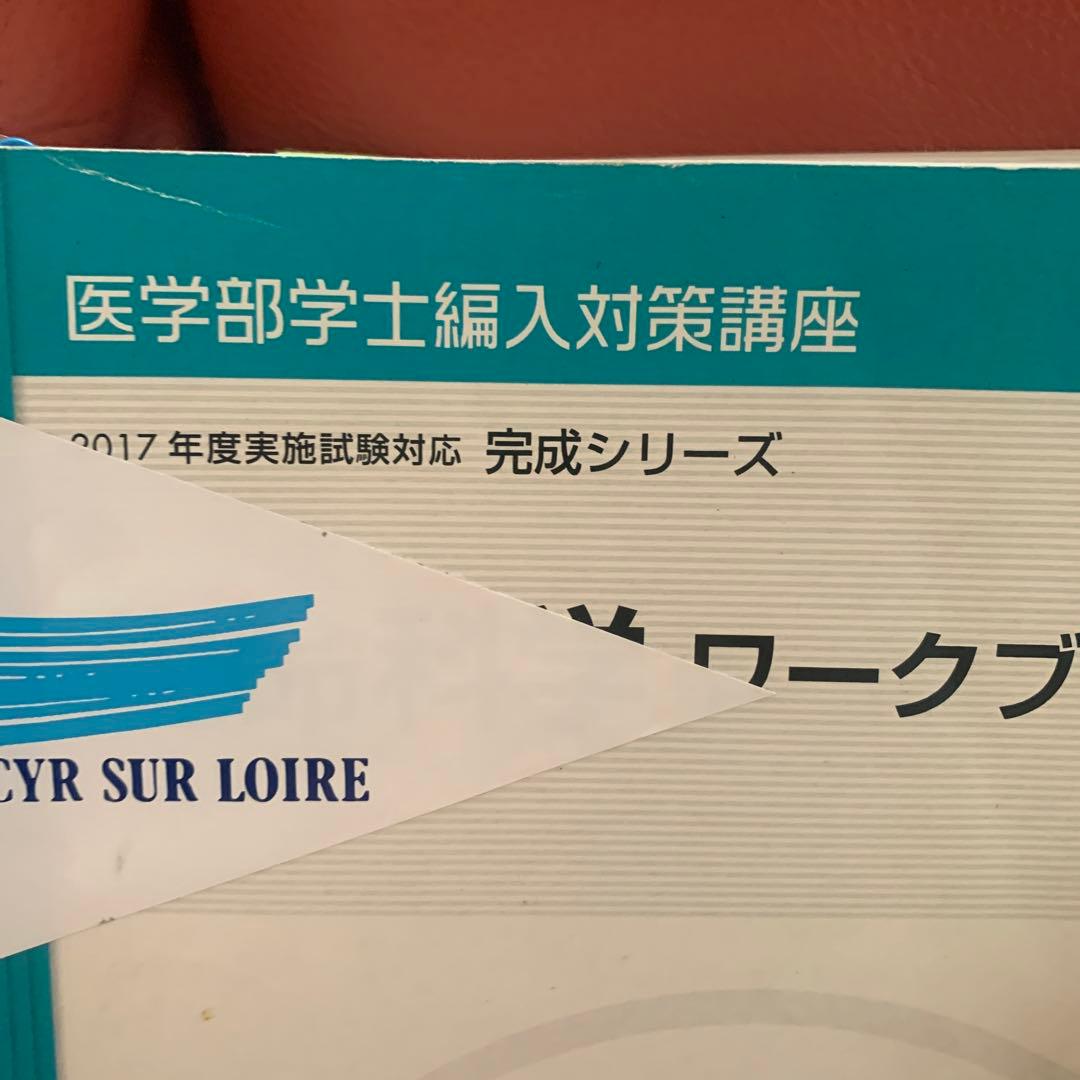 医学部学士編入対策講座
2017 年度実施試験対応 完成シリーズ
ワークブ
CYR SUR LOIRE